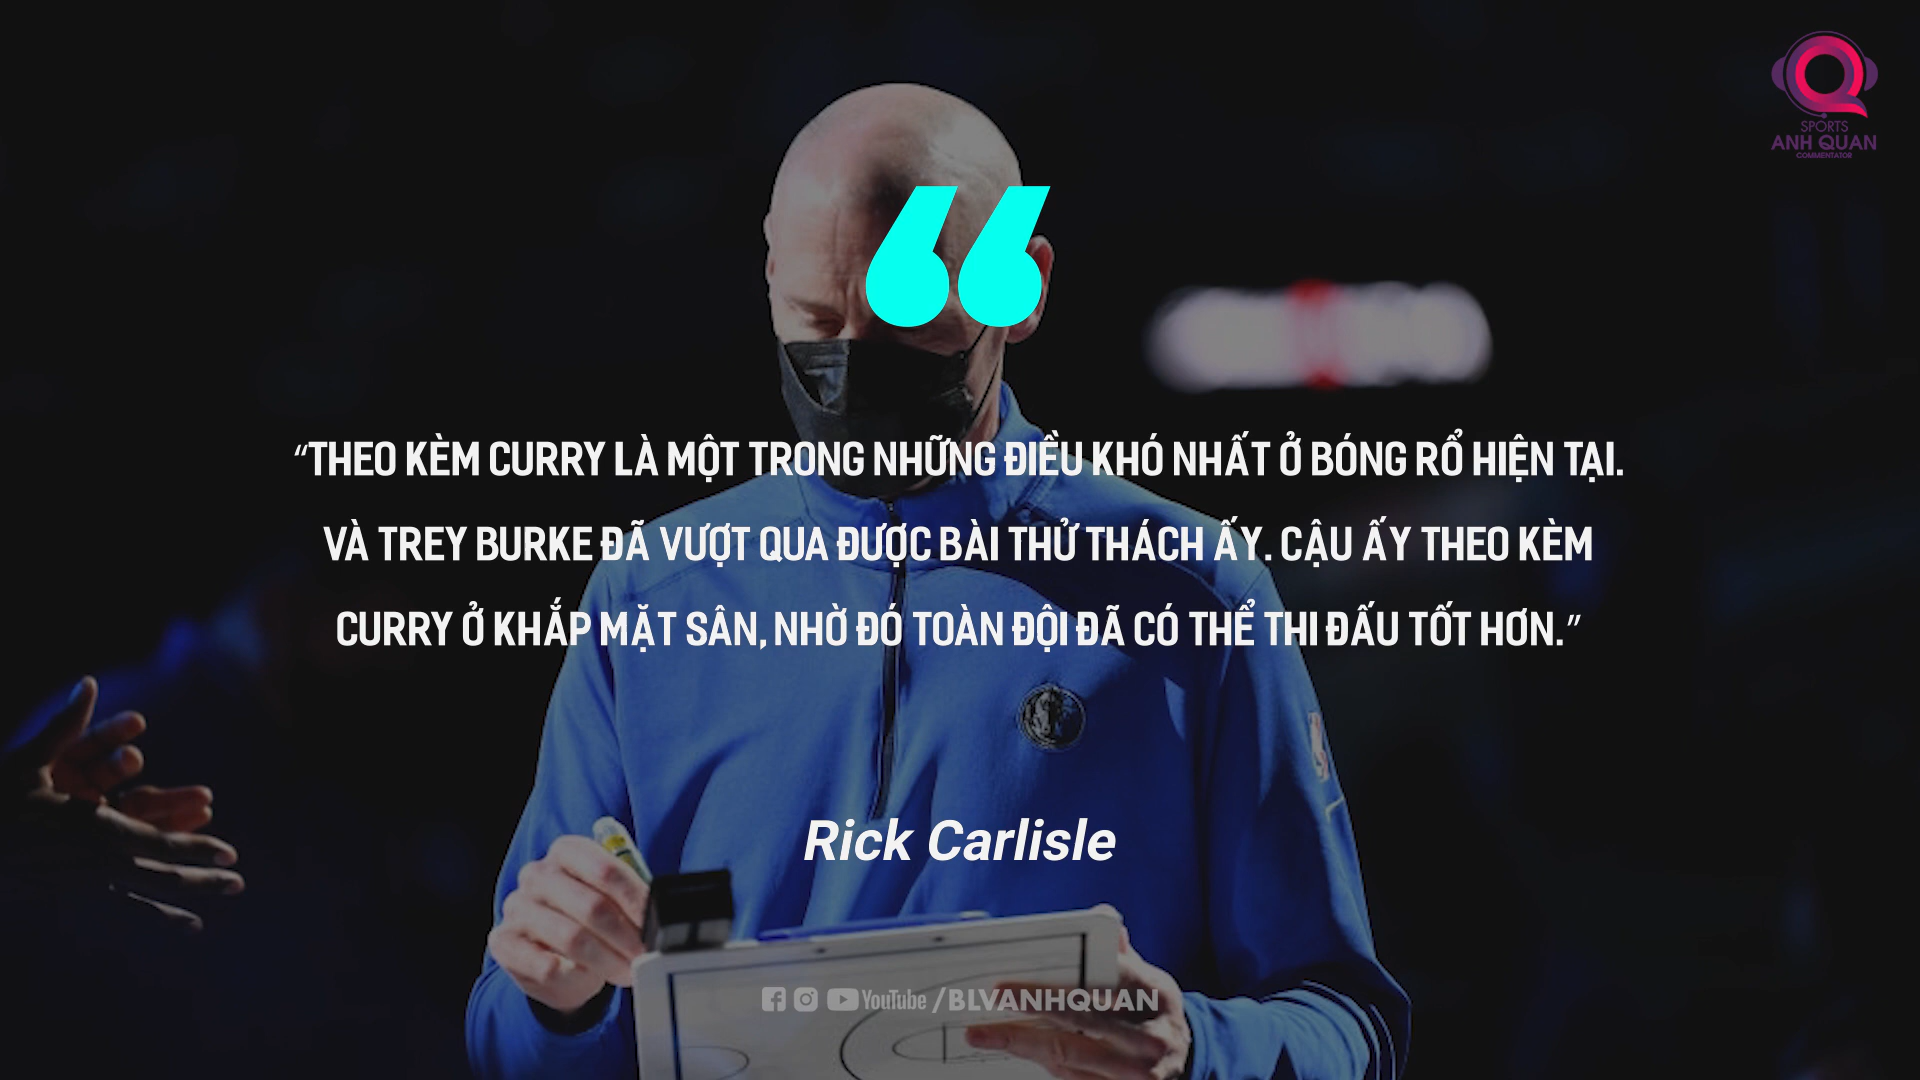 SPORTS
ANH QUAN
COMMENTATOR
“THEO KÈM CURRY LÀ MỘT TRONG NHỮNG ĐIỀU KHÓ NHẤT Ở BÓNG RỔ HIỆN TẠI.
VÀ TREY BURKE ĐÃ VƯỢT QUA ĐƯỢC BÀI THỬ THÁCH ẤY. CẬU ẤY THEO KÈM
CURRY Ở KHẮP MẶT SÂN, NHỜ ĐÓ TOÀN ĐỘI ĐÃ CÓ THỂ THI ĐẤU TỐT HƠN.”
Rick Carlisle
YouTube /BLVANHQUAN